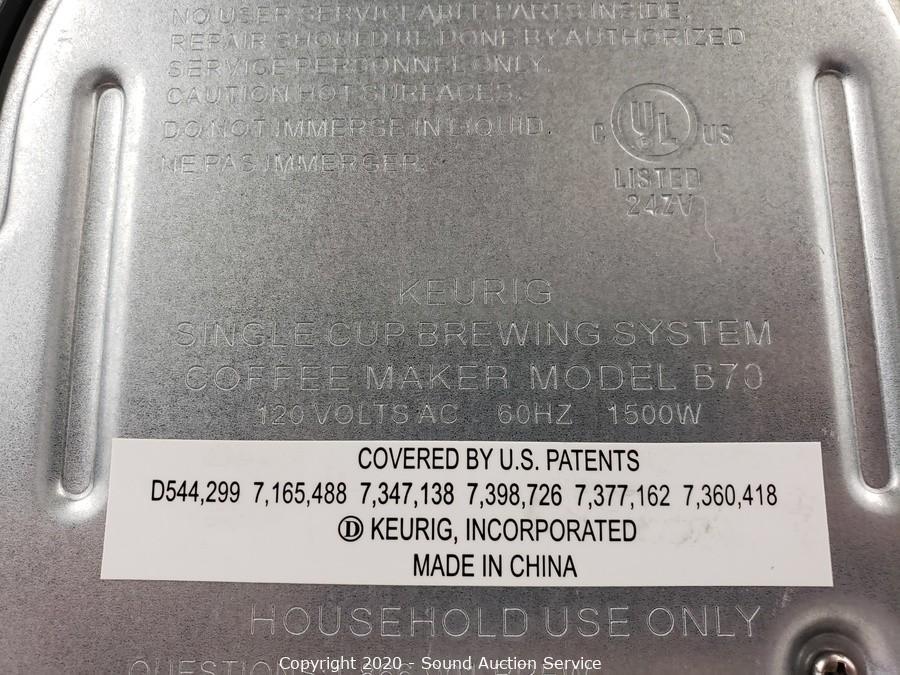 NO USER SERVICEABLE PARTS INSIDE.
REPAIR SHOULD BE DONE BY AUTHORIZED
SERVICE PERSONNEL ONLY.
CAUTION HOT SURFACES.
DO NOT IMMERSE IN LIQUID.
NE PAS IMMERGER.
C UL US
LISTED
24ZV
KEURIG
SINGLE CUP BREWING SYSTEM
COFFEE MAKER MODEL B70
120 VOLTS AC 60HZ 1500W
COVERED BY U.S. PATENTS
D544,299 7,165,488 7,347,138 7,398,726 7,377,162 7,360,418
Ⓓ KEURIG, INCORPORATED
MADE IN CHINA
HOUSEHOLD USE ONLY
QUESTIONS
Copyright 2020 - Sound Auction Service